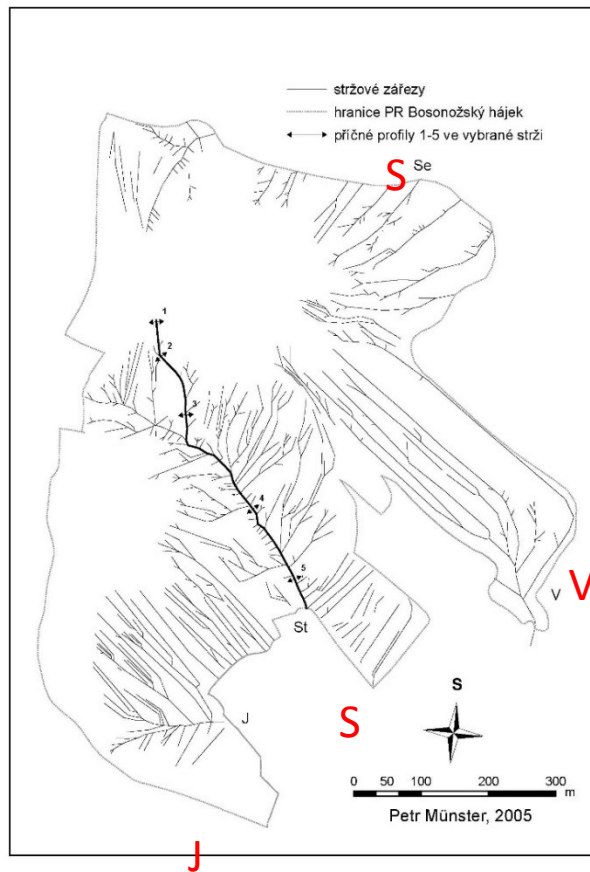 stržové zářezy
hranice PR Bosonožský hájek
příčné profily 1-5 ve vybrané strži
S
Se
1
2
3
4
5
V
V
St
J
S
S
0 50 100 200 300
m
Petr Münster, 2005
J